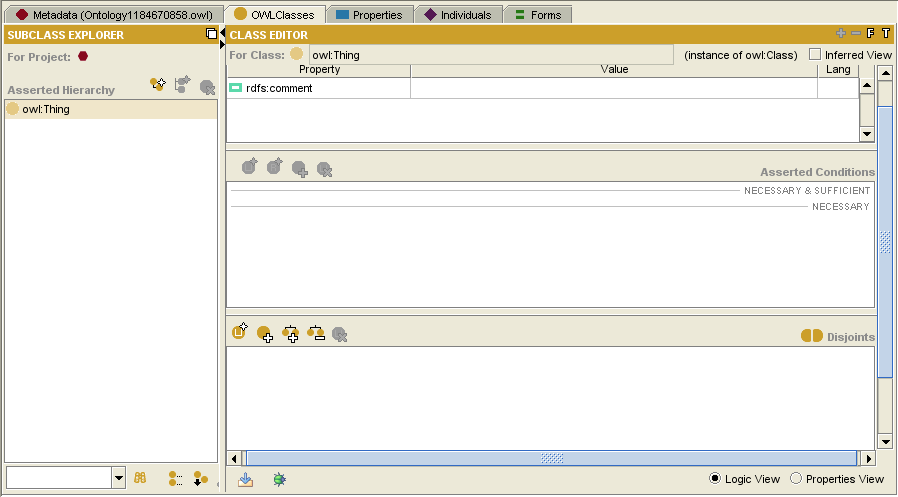 Metadata (Ontology1184670858.owl) OWLClasses Properties Individuals Forms
SUBCLASS EXPLORER
For Project:
Asserted Hierarchy
owl:Thing
CLASS EDITOR F T
For Class: owl:Thing (instance of owl:Class) Inferred View
Property Value Lang
rdfs:comment
Asserted Conditions
NECESSARY & SUFFICIENT
NECESSARY
Disjoints
Logic View Properties View